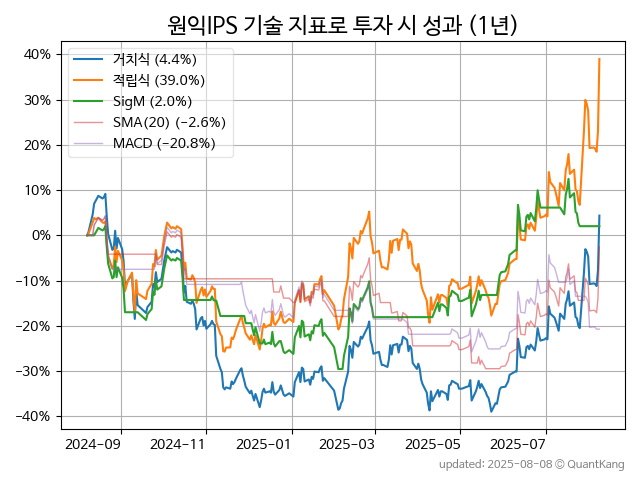 원익IPS 기술 지표로 투자 시 성과 (1년)
거치식 (4.4%)
적립식 (39.0%)
SigM (2.0%)
SMA(20) (−2.6%)
MACD (−20.8%)
40%
30%
20%
10%
0%
−10%
−20%
−30%
−40%
2024-09 2024-11 2025-01 2025-03 2025-05 2025-07
updated: 2025-08-08 © QuantKang